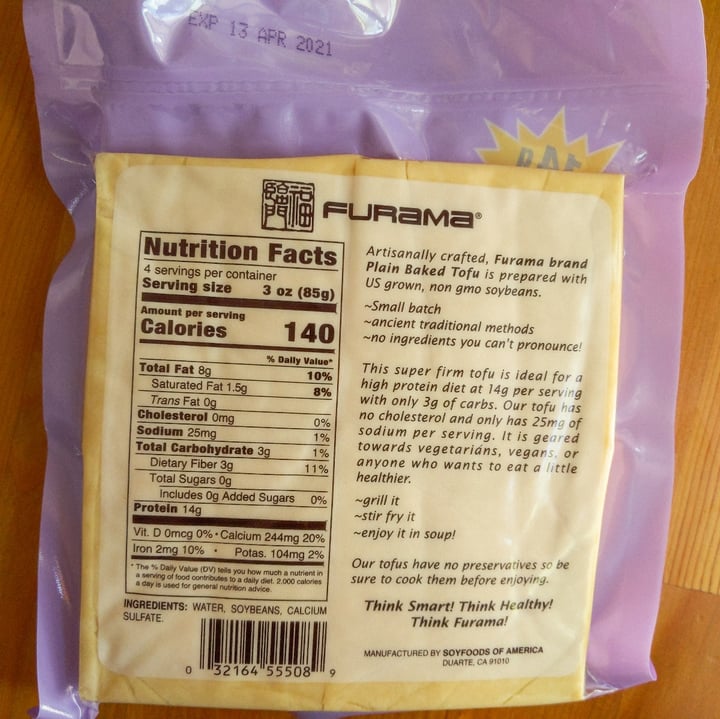 EXP 13 APR 2021
FURAMA®
Nutrition Facts
4 servings per container
Serving size 3 oz (85g)
Amount per serving
Calories 140
% Daily Value*
Total Fat 8g 10%
Saturated Fat 1.5g 8%
Trans Fat 0g
Cholesterol 0mg 0%
Sodium 25mg 1%
Total Carbohydrate 3g 1%
Dietary Fiber 3g 11%
Total Sugars 0g
Includes 0g Added Sugars 0%
Protein 14g
Vit. D 0mcg 0% • Calcium 244mg 20%
Iron 2mg 10% • Potas. 104mg 2%
* The % Daily Value (DV) tells you how much a nutrient in
a serving of food contributes to a daily diet. 2,000 calories
a day is used for general nutrition advice.
INGREDIENTS: WATER, SOYBEANS, CALCIUM
SULFATE.
0 32164 55508 9
Artisanally crafted, Furama brand
Plain Baked Tofu is prepared with
US grown, non gmo soybeans.
~Small batch
~ancient traditional methods
~no ingredients you can't pronounce!
This super firm tofu is ideal for a
high protein diet at 14g per serving
with only 3g of carbs. Our tofu has
no cholesterol and only has 25mg of
sodium per serving. It is geared
towards vegetarians, vegans, or
anyone who wants to eat a little
healthier.
~grill it
~stir fry it
~enjoy it in soup!
Our tofus have no preservatives so be
sure to cook them before enjoying.
Think Smart! Think Healthy!
Think Furama!
MANUFACTURED BY SOYFOODS OF AMERICA
DUARTE, CA 91010